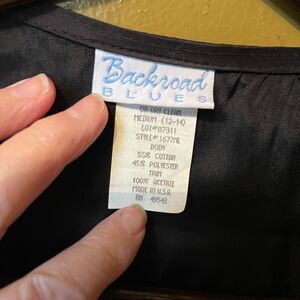 Backroad
BLUES
OR DRY CLEAN
MEDIUM (12-14)
LOT#07311
STYLE#1677ML
BODY
55% COTTON
45% POLYESTER
TRIM
100% ACETATE
MADE IN U.S.A.
RN 49543